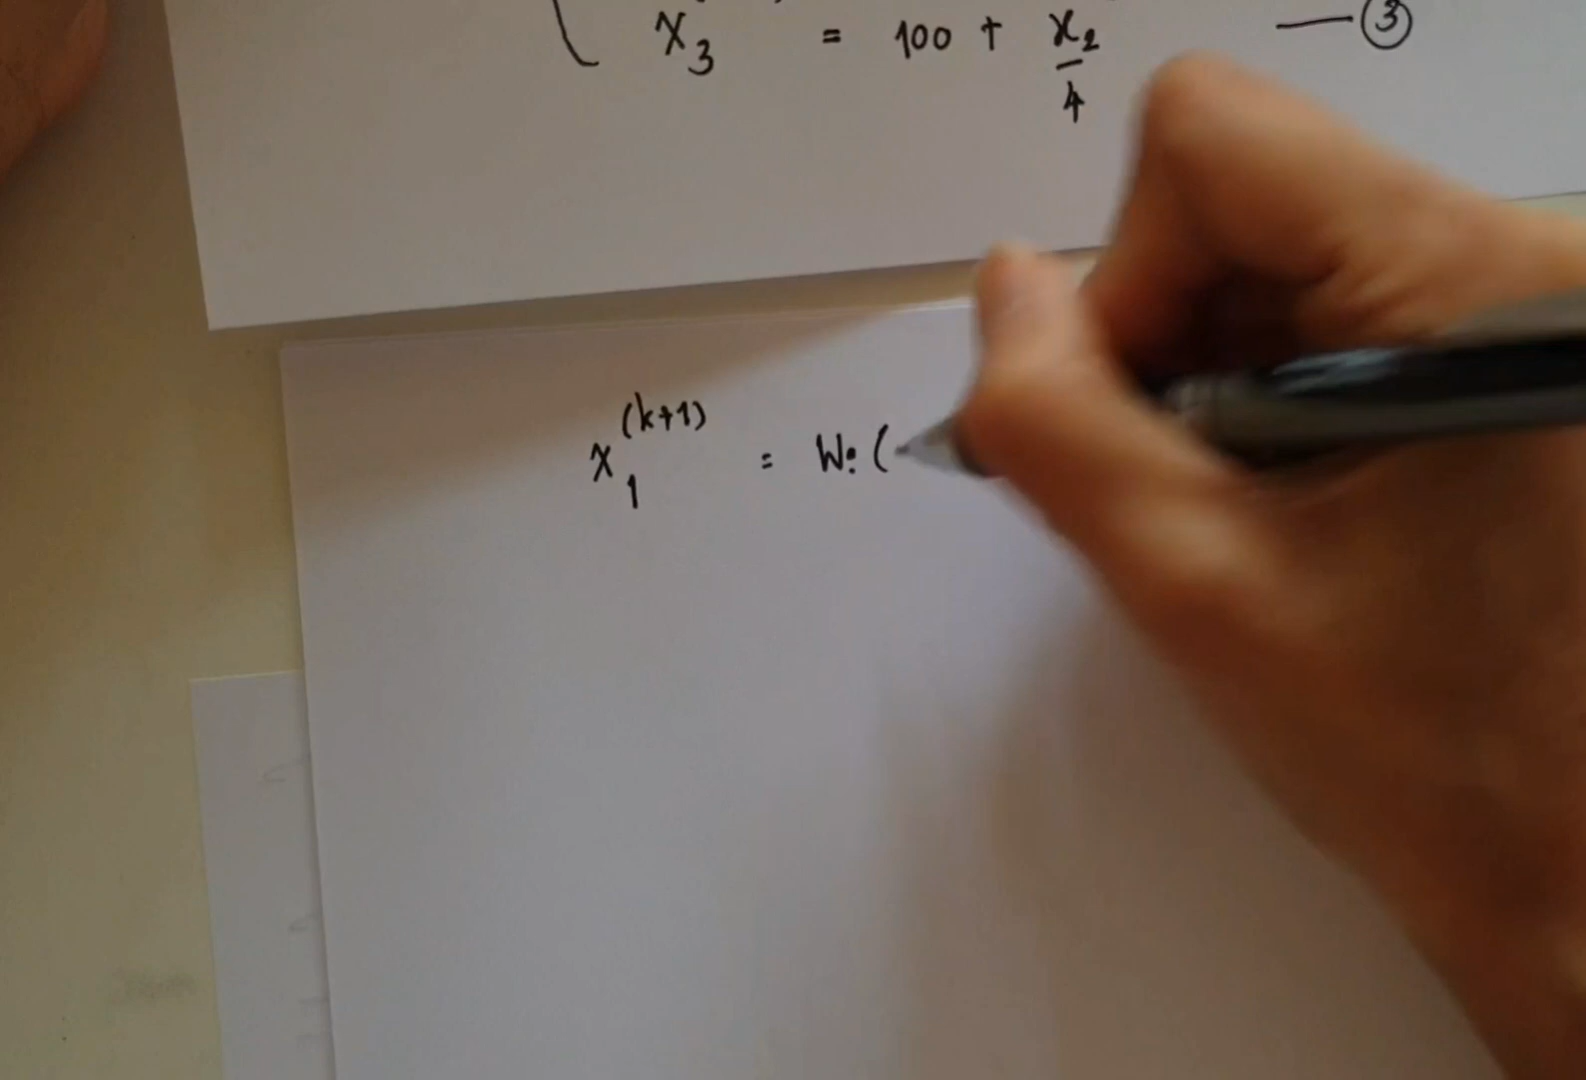 x₃ = 100 + x₂/4 — ③
x₁⁽ᵏ⁺¹⁾ = W. (